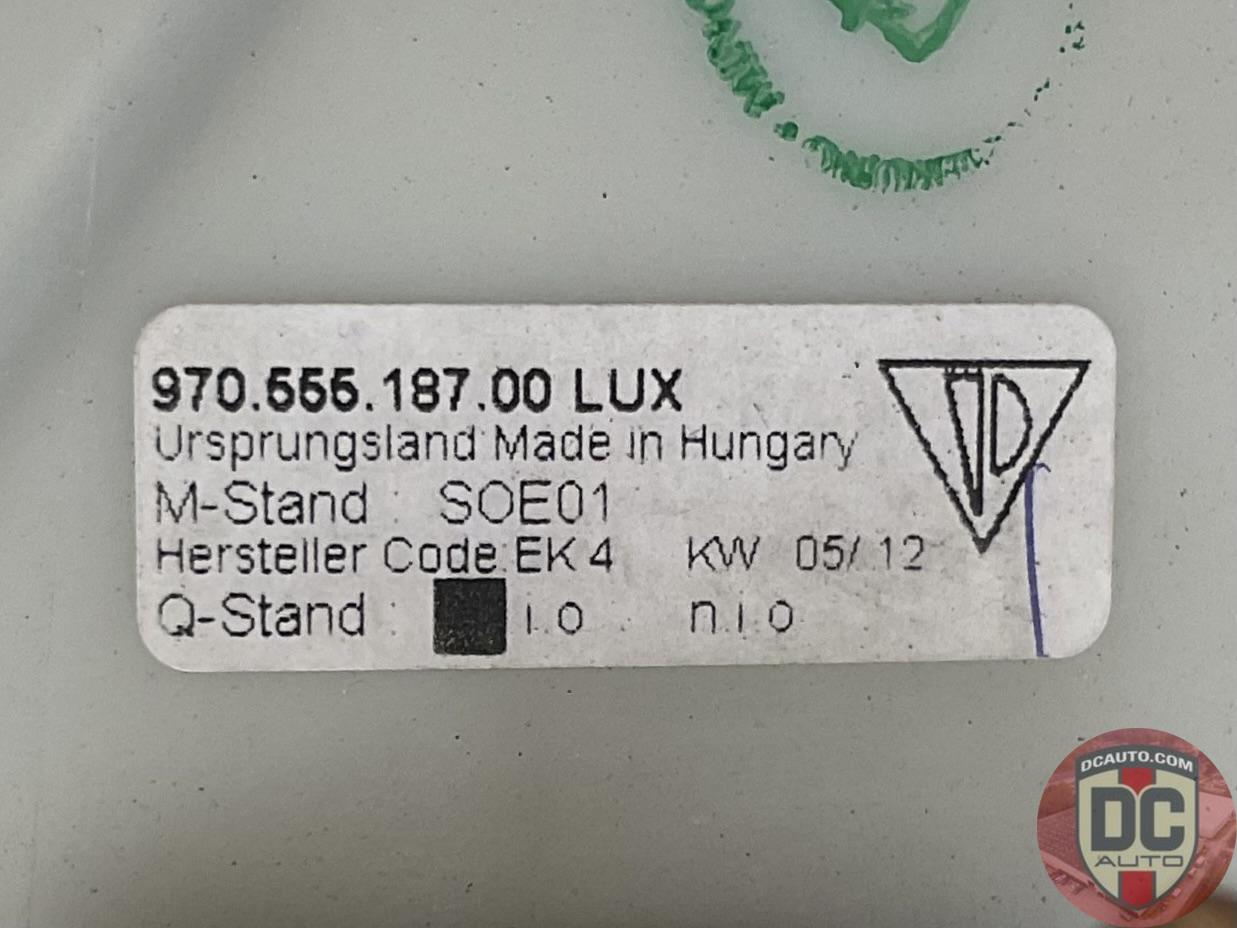 970.555.187.00 LUX
Ursprungsland Made in Hungary
M-Stand : SOE01
Hersteller Code: EK 4 KW 05/ 12
Q-Stand : i.o n.i.o
DCAUTO.COM
DC
AUTO